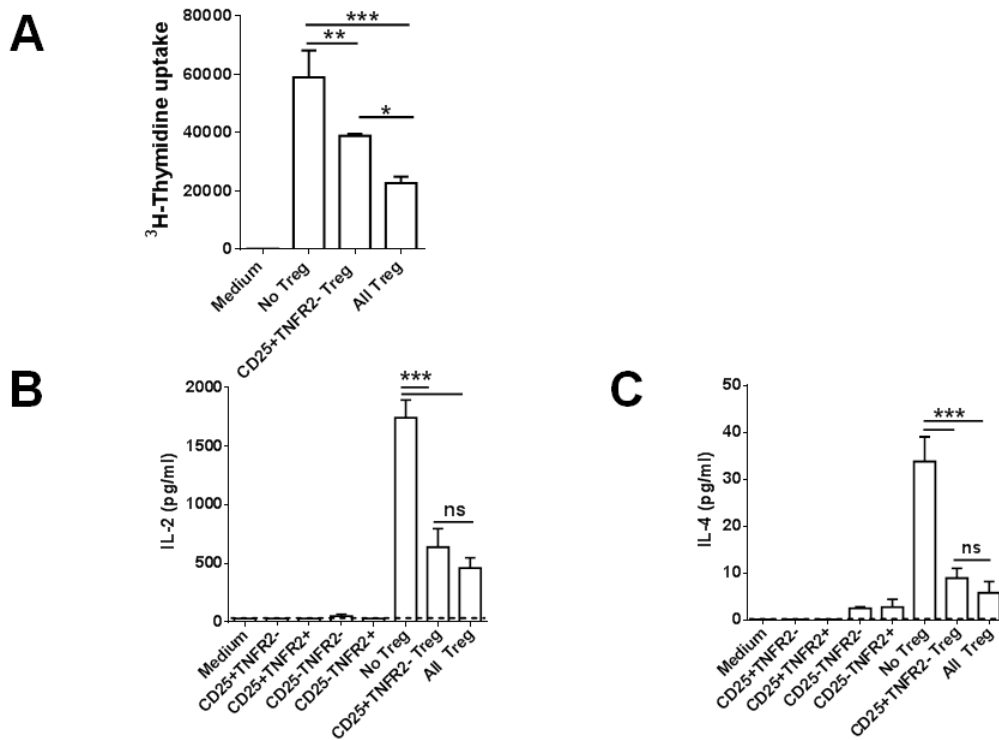 A
³H-Thymidine uptake
80000
60000
40000
20000
0
***
**
*
Medium
No Treg
CD25+TNFR2- Treg
All Treg
B
IL-2 (pg/ml)
2000
1500
1000
500
0
***
ns
Medium
CD25+TNFR2-
CD25+TNFR2+
CD25-TNFR2-
CD25-TNFR2+
No Treg
CD25+TNFR2- Treg
All Treg
C
IL-4 (pg/ml)
50
40
30
20
10
0
***
ns
Medium
CD25+TNFR2-
CD25+TNFR2+
CD25-TNFR2-
CD25-TNFR2+
No Treg
CD25+TNFR2- Treg
All Treg